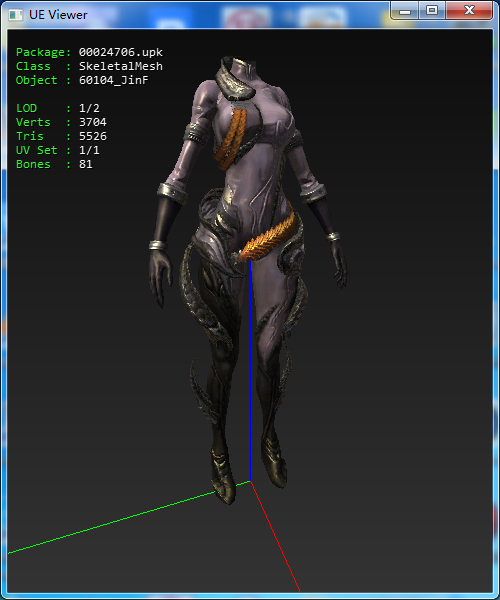 UE Viewer
Package: 00024706.upk
Class  : SkeletalMesh
Object : 60104_JinF
LOD    : 1/2
Verts  : 3704
Tris   : 5526
UV Set : 1/1
Bones  : 81